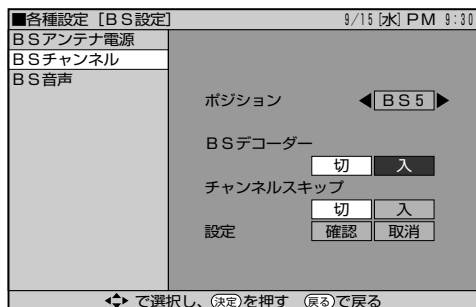 ■各種設定 [BS設定] 9/15[水] PM 9:30
BSアンテナ電源
BSチャンネル
BS音声
ポジション ◀ BS5 ▶
BSデコーダー
切 入
チャンネルスキップ
切 入
設定 確認 取消
で選択し、決定を押す 戻るで戻る